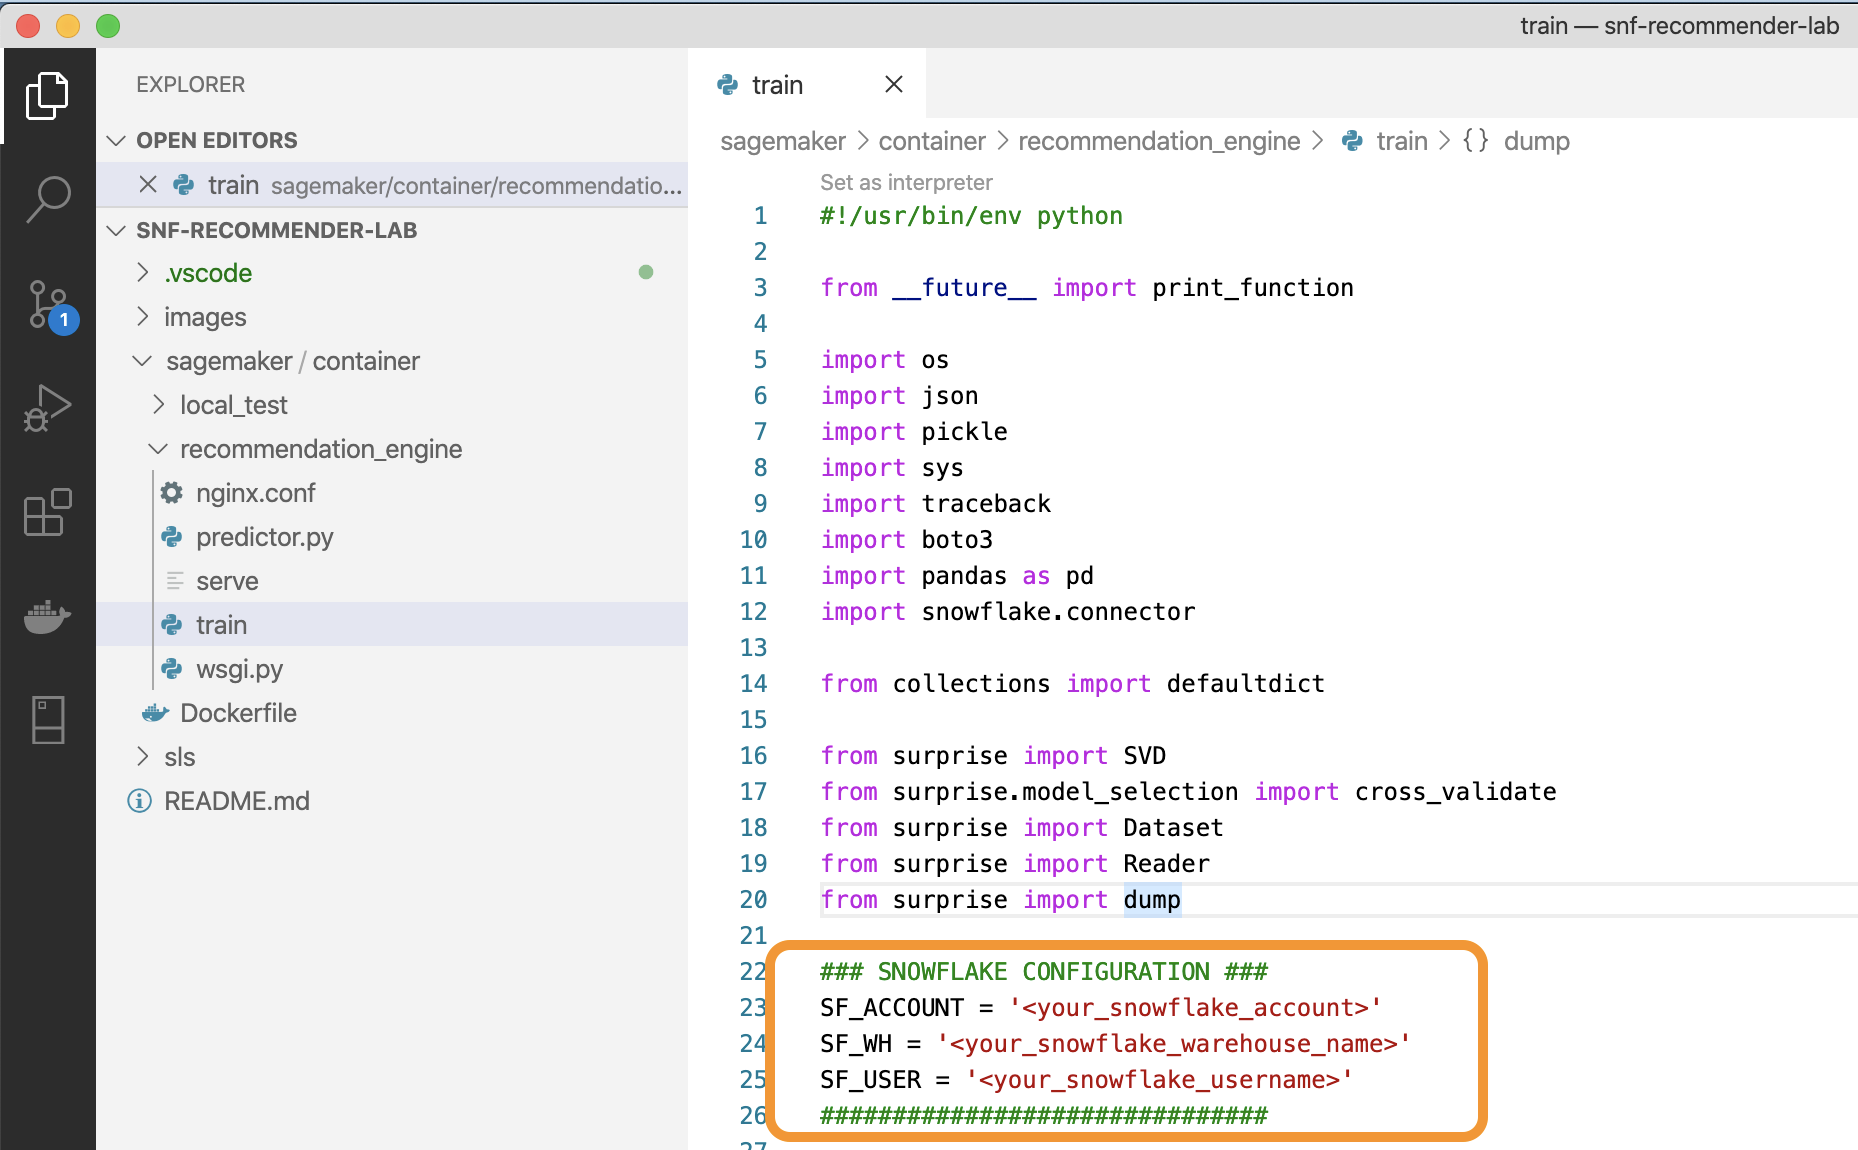 train — snf-recommender-lab
EXPLORER
OPEN EDITORS
train sagemaker/container/recommendatio...
SNF-RECOMMENDER-LAB
.vscode
images
sagemaker / container
local_test
recommendation_engine
nginx.conf
predictor.py
serve
train
wsgi.py
Dockerfile
sls
README.md
1
train
sagemaker > container > recommendation_engine > train > {} dump
Set as interpreter
1 #!/usr/bin/env python
2
3 from __future__ import print_function
4
5 import os
6 import json
7 import pickle
8 import sys
9 import traceback
10 import boto3
11 import pandas as pd
12 import snowflake.connector
13
14 from collections import defaultdict
15
16 from surprise import SVD
17 from surprise.model_selection import cross_validate
18 from surprise import Dataset
19 from surprise import Reader
20 from surprise import dump
21
22 ### SNOWFLAKE CONFIGURATION ###
23 SF_ACCOUNT = '<your_snowflake_account>'
24 SF_WH = '<your_snowflake_warehouse_name>'
25 SF_USER = '<your_snowflake_username>'
26 ###############################
27